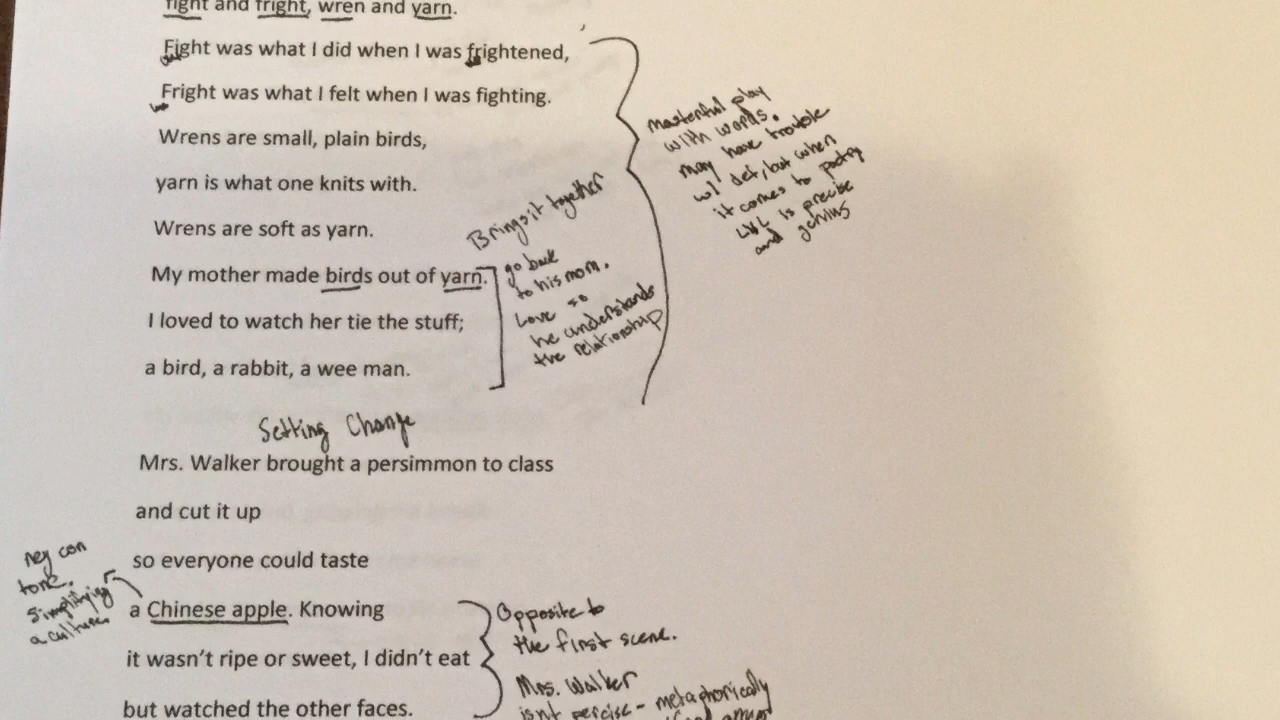 fight and fright, wren and yarn.
Fight was what I did when I was frightened,
Fright was what I felt when I was fighting.
Wrens are small, plain birds,
yarn is what one knits with.
Wrens are soft as yarn.
My mother made birds out of yarn.
I loved to watch her tie the stuff;
a bird, a rabbit, a wee man.
masterful play
with words.
may have trouble
w/ def, but when
it comes to poetry
LYL is precise
and genius
Brings it together
go back
to his mom.
Love so
he understands
the relationship
Setting Change
Mrs. Walker brought a persimmon to class
and cut it up
so everyone could taste
a Chinese apple. Knowing
it wasn't ripe or sweet, I didn't eat
but watched the other faces.
neg con
tone.
simplifying
a culture
Opposite to
the first scene.
Mrs. Walker
isnt percise - metaphorically